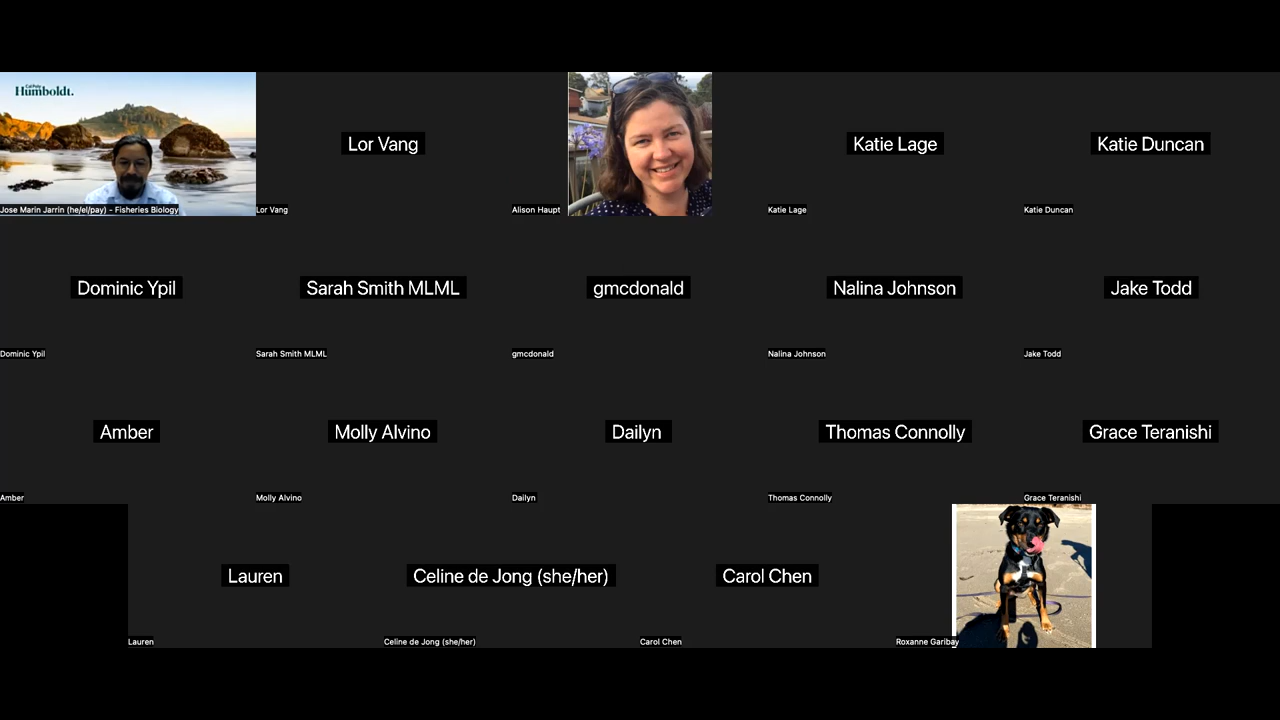 Cal Poly
Humboldt.
Jose Marin Jarrin (he/el/pay) - Fisheries Biology
Lor Vang
Lor Vang
Alison Haupt
Katie Lage
Katie Lage
Katie Duncan
Katie Duncan
Dominic Ypil
Dominic Ypil
Sarah Smith MLML
Sarah Smith MLML
gmcdonald
gmcdonald
Nalina Johnson
Nalina Johnson
Jake Todd
Jake Todd
Amber
Amber
Molly Alvino
Molly Alvino
Dailyn
Dailyn
Thomas Connolly
Thomas Connolly
Grace Teranishi
Grace Teranishi
Lauren
Lauren
Celine de Jong (she/her)
Celine de Jong (she/her)
Carol Chen
Carol Chen
Roxanne Garibay